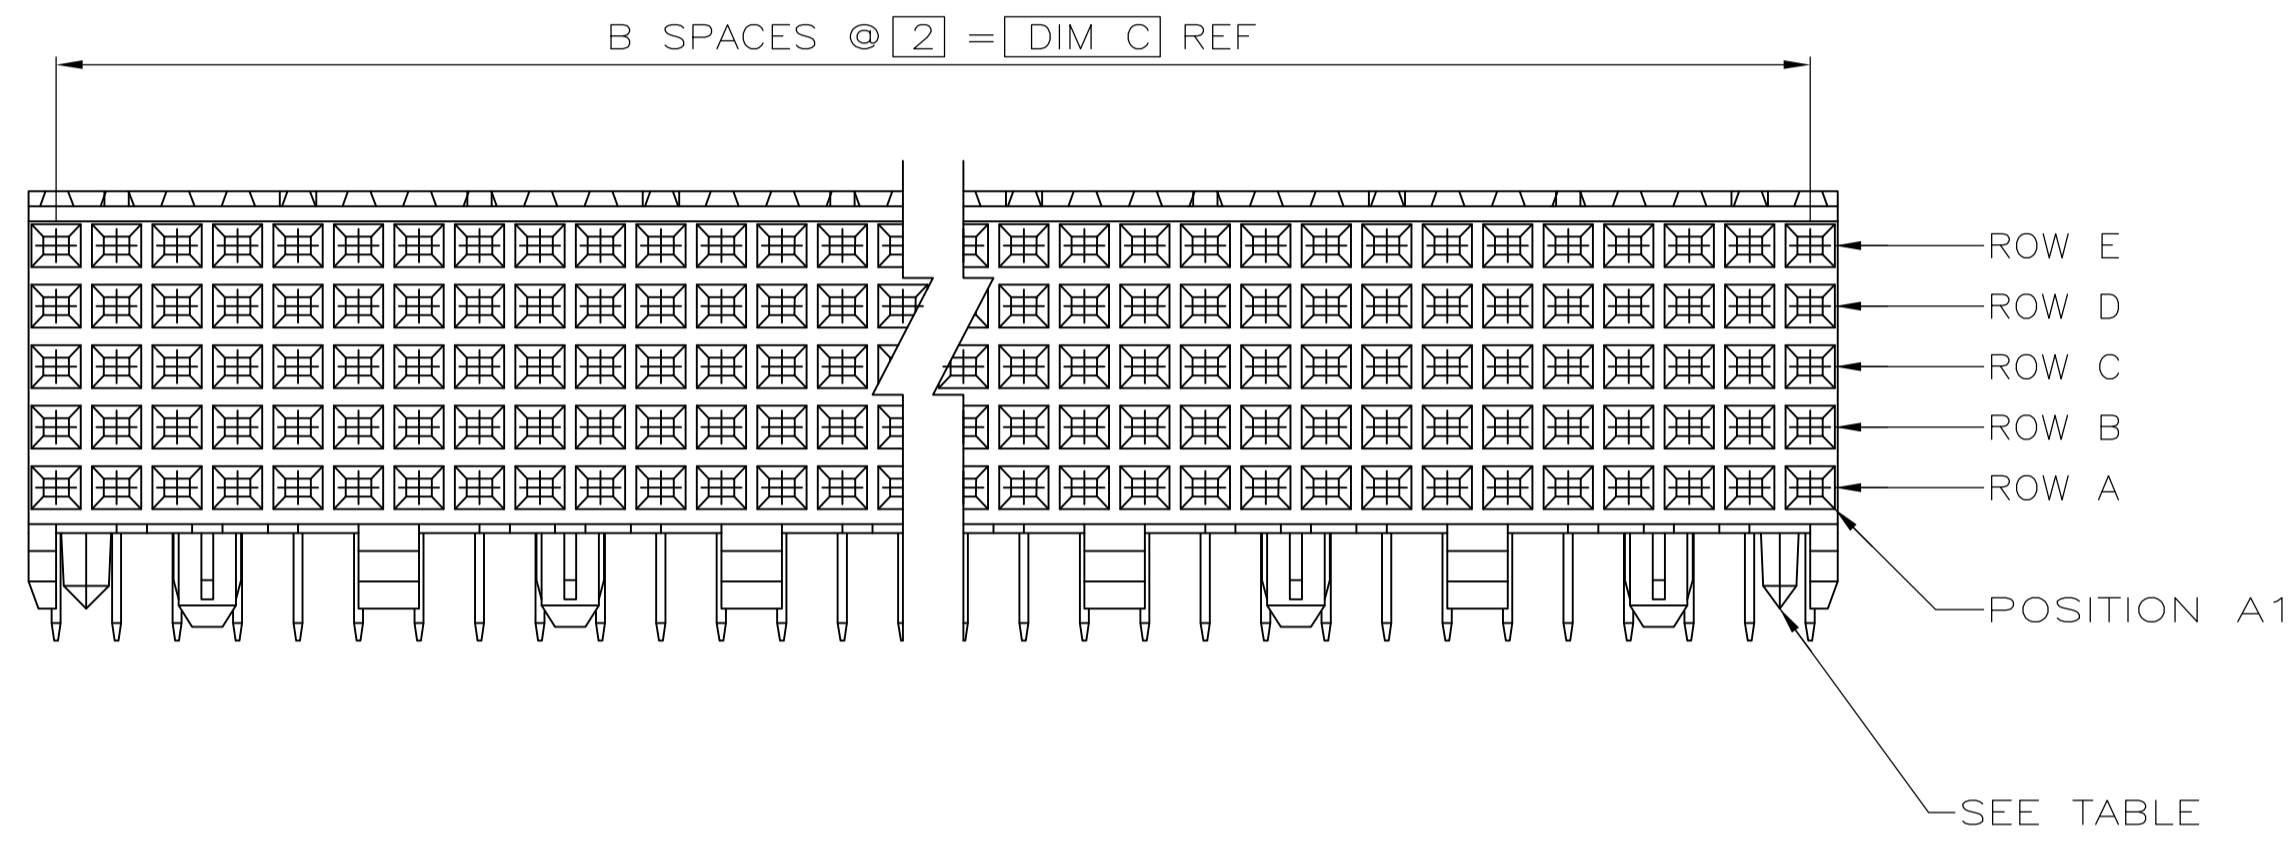 B SPACES @ 2 = DIM C REF
ROW E
ROW D
ROW C
ROW B
ROW A
POSITION A1
SEE TABLE